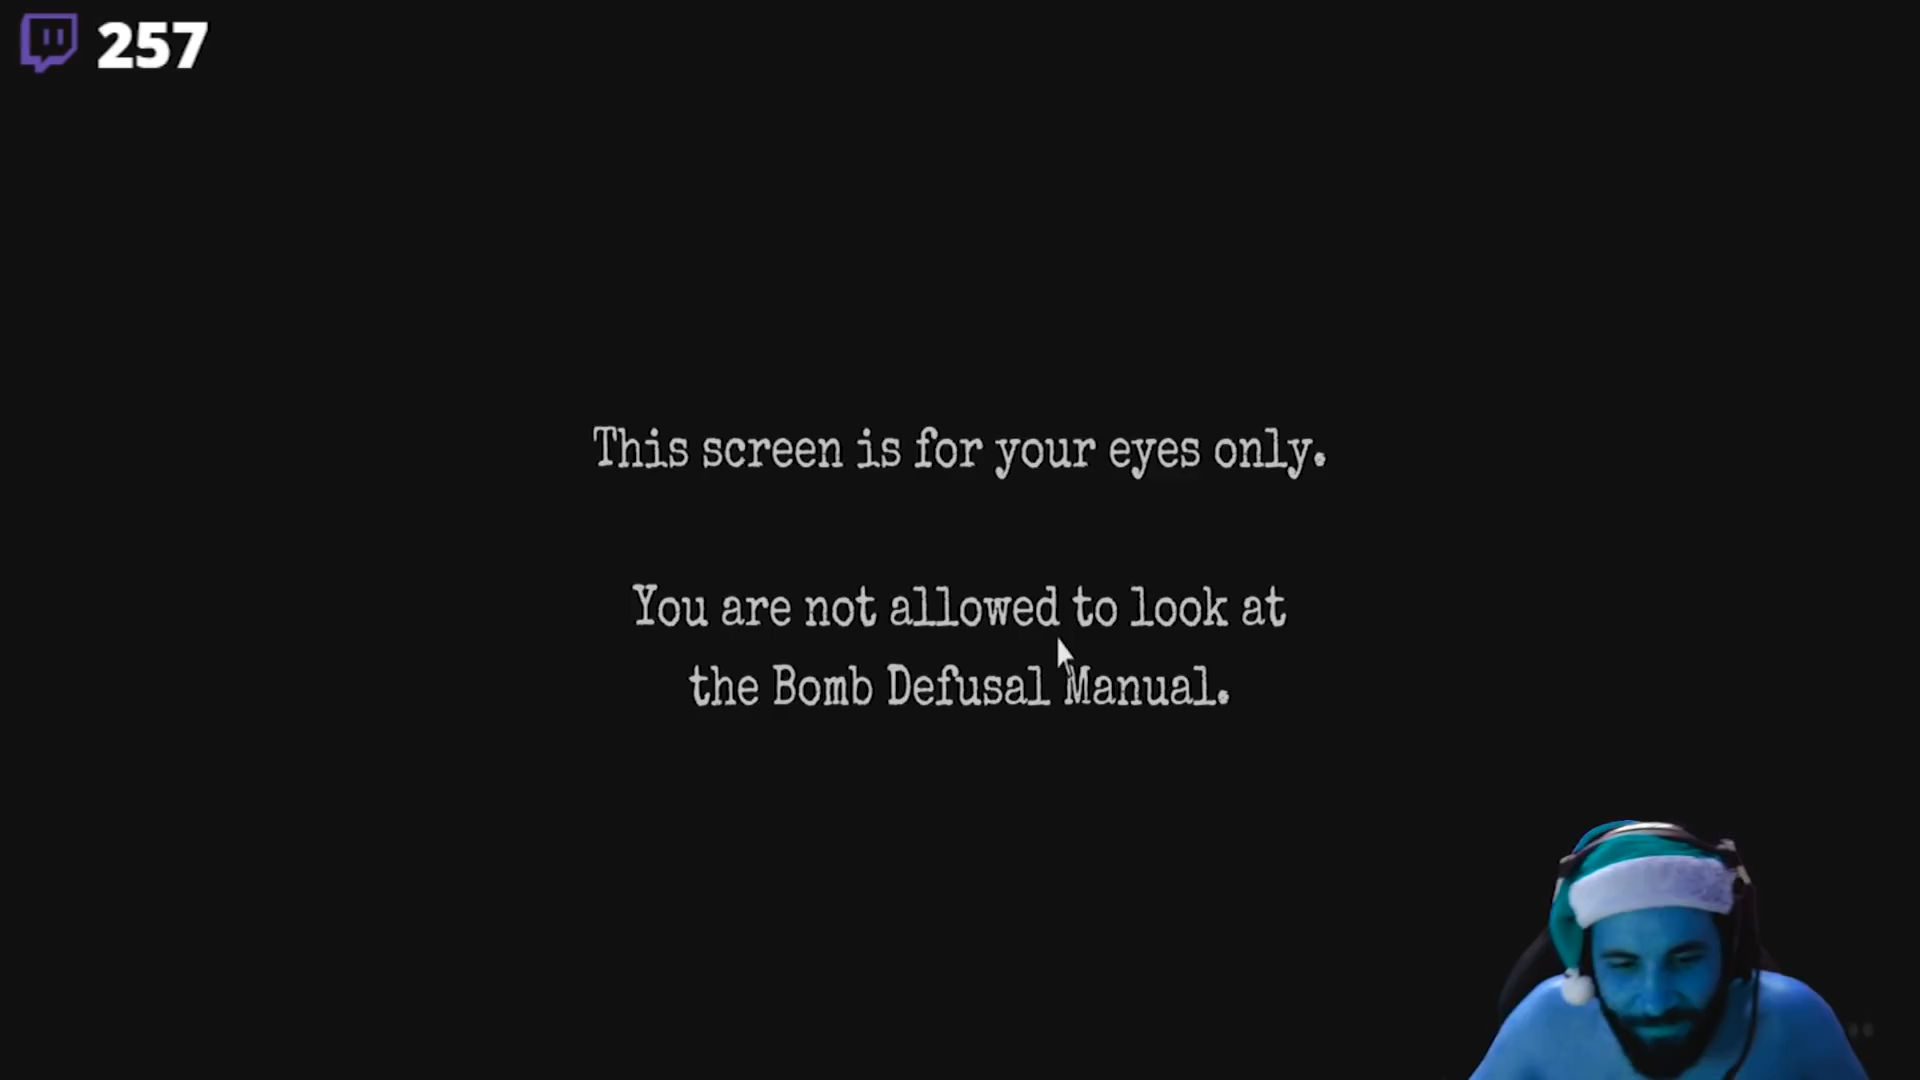 257
This screen is for your eyes only.
You are not allowed to look at
the Bomb Defusal Manual.